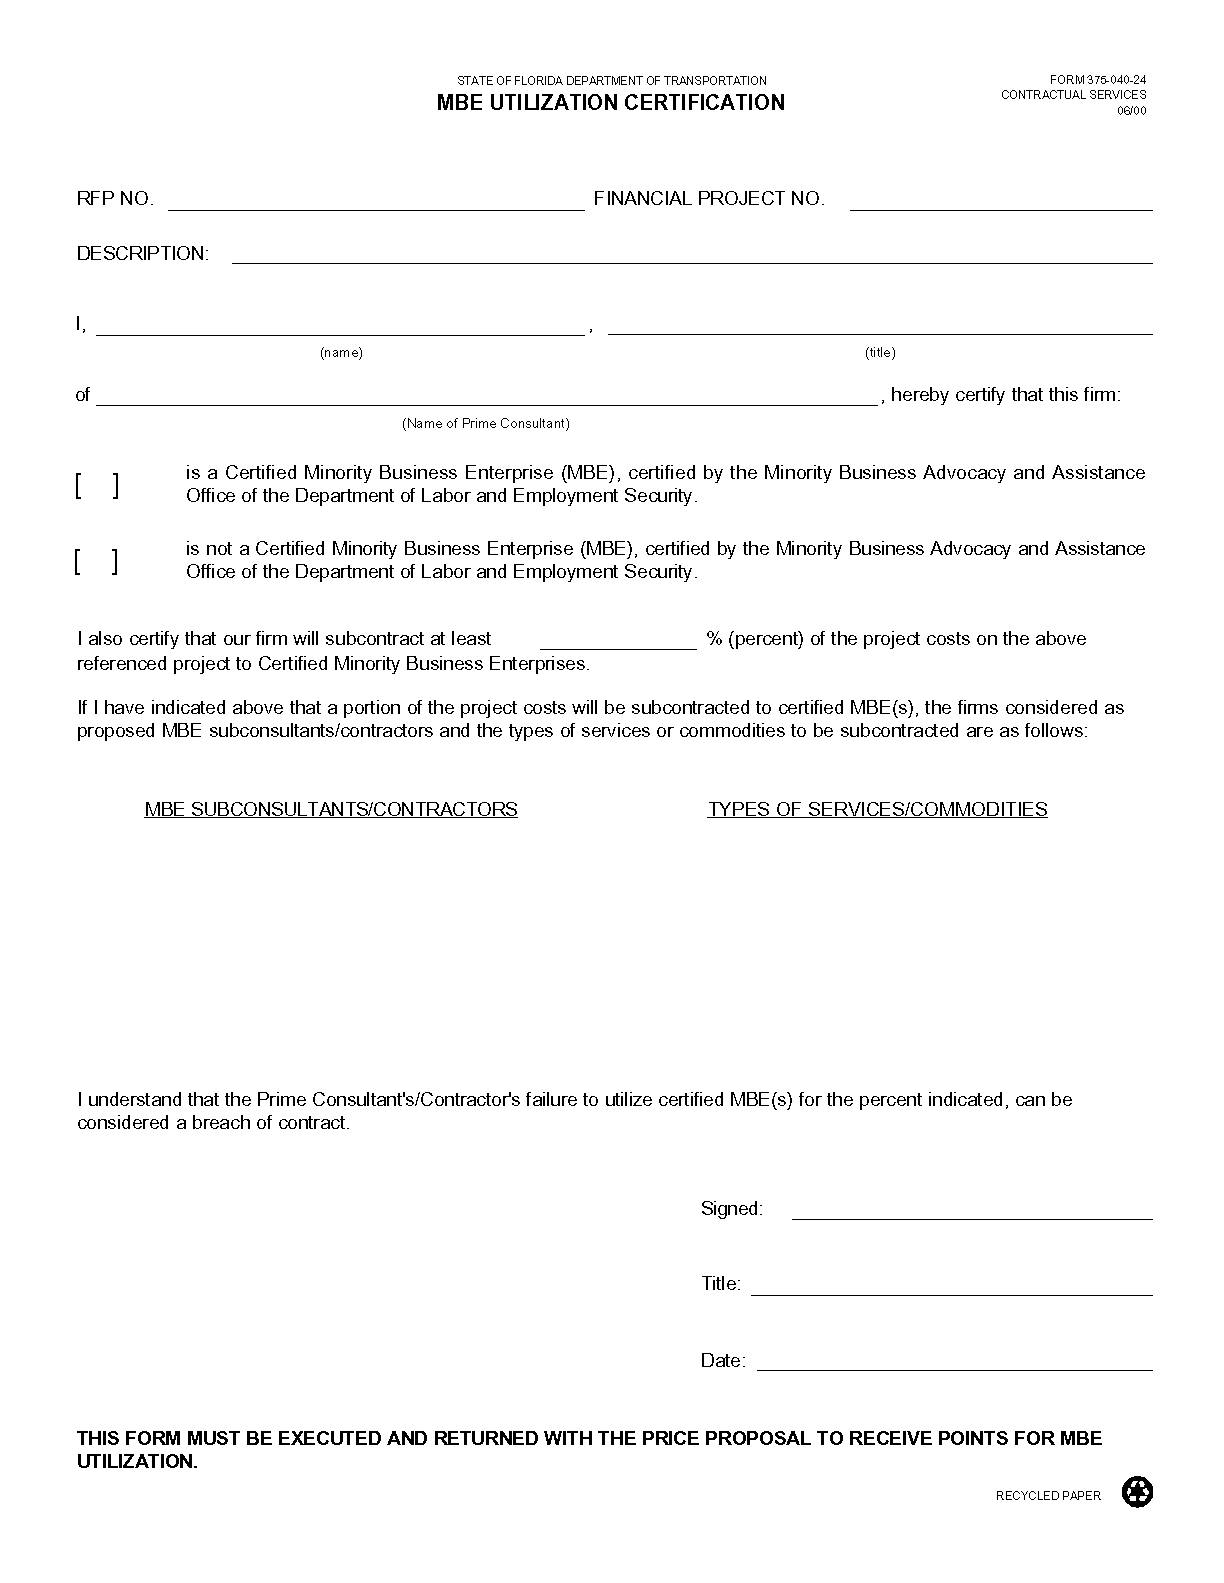 STATE OF FLORIDA DEPARTMENT OF TRANSPORTATION
MBE UTILIZATION CERTIFICATION
FORM 375-040-24
CONTRACTUAL SERVICES
06/00
RFP NO. ____ FINANCIAL PROJECT NO. ____
DESCRIPTION: ____
I, ____ , ____
(name) (title)
of ____ , hereby certify that this firm:
(Name of Prime Consultant)
[ ] is a Certified Minority Business Enterprise (MBE), certified by the Minority Business Advocacy and Assistance
Office of the Department of Labor and Employment Security.
[ ] is not a Certified Minority Business Enterprise (MBE), certified by the Minority Business Advocacy and Assistance
Office of the Department of Labor and Employment Security.
I also certify that our firm will subcontract at least ____ % (percent) of the project costs on the above
referenced project to Certified Minority Business Enterprises.
If I have indicated above that a portion of the project costs will be subcontracted to certified MBE(s), the firms considered as
proposed MBE subconsultants/contractors and the types of services or commodities to be subcontracted are as follows:
MBE SUBCONSULTANTS/CONTRACTORS TYPES OF SERVICES/COMMODITIES
I understand that the Prime Consultant's/Contractor's failure to utilize certified MBE(s) for the percent indicated, can be
considered a breach of contract.
Signed: ____
Title: ____
Date: ____
THIS FORM MUST BE EXECUTED AND RETURNED WITH THE PRICE PROPOSAL TO RECEIVE POINTS FOR MBE
UTILIZATION.
RECYCLED PAPER